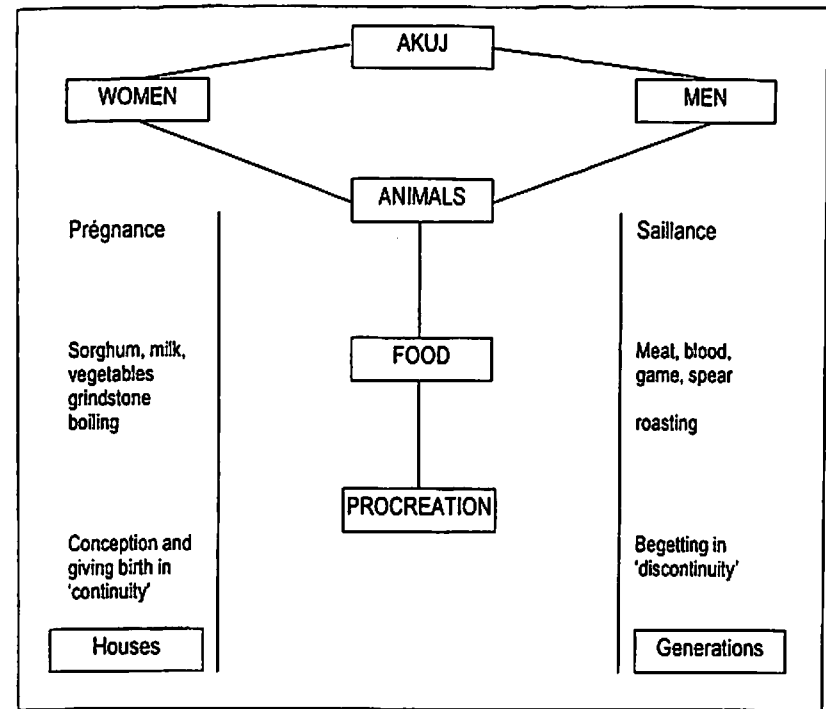 AKUJ
WOMEN
MEN
ANIMALS
Prégnance
Saillance
Sorghum, milk,
vegetables
grindstone
boiling
FOOD
Meat, blood,
game, spear
roasting
PROCREATION
Conception and
giving birth in
'continuity'
Begetting in
'discontinuity'
Houses
Generations